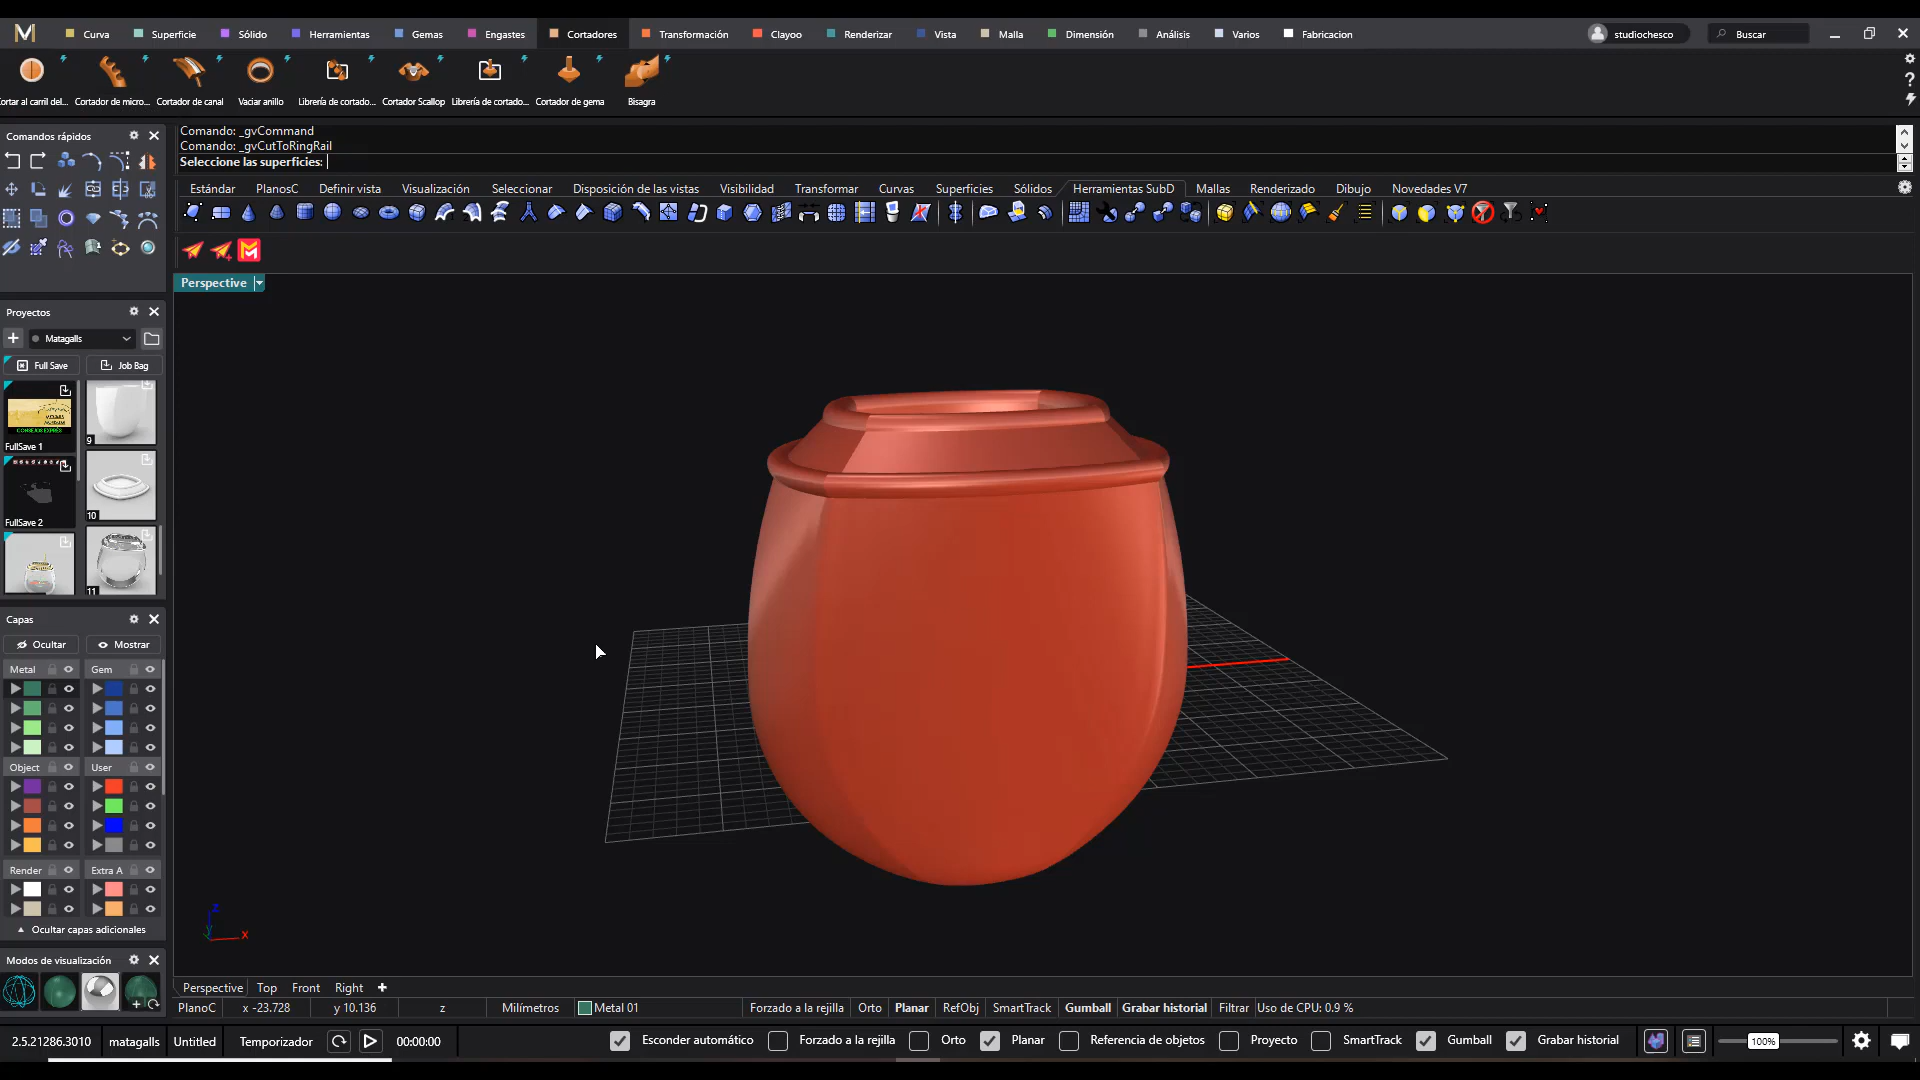 Curva Superficie Sólido Herramientas Gemas Engastes Cortadores Transformación Clayoo Renderizar Vista Malla Dimensión Análisis Varios Fabricacion studiochesco Buscar
Cortador de micro... Cortador de canal Vaciar anillo Librería de cortado... Cortador Scallop Librería de cortado... Cortador de gema Bisagra
Comandos rápidos
Comando: _gvCommand
Comando: _gvCutToRingRail
Seleccione las superficies:
Estándar PlanosC Definir vista Visualización Seleccionar Disposición de las vistas Visibilidad Transformar Curvas Superficies Sólidos Herramientas SubD Mallas Renderizado Dibujo Novedades V7
Perspective
Proyectos
Matagalls
Full Save Job Bag
FullSave 1
9
FullSave 2
10
11
Capas
Ocultar Mostrar
Metal Gem
Object User
Render Extra A
Ocultar capas adicionales
Modos de visualización
z
y
x
Perspective Top Front Right
PlanoC x -23.728 y 10.136 z Milímetros Metal 01 Forzado a la rejilla Orto Planar RefObj SmartTrack Gumball Grabar historial Filtrar Uso de CPU: 0.9 %
2.5.21286.3010 matagalls Untitled Temporizador 00:00:00 Esconder automático Forzado a la rejilla Orto Planar Referencia de objetos Proyecto SmartTrack Gumball Grabar historial 100%